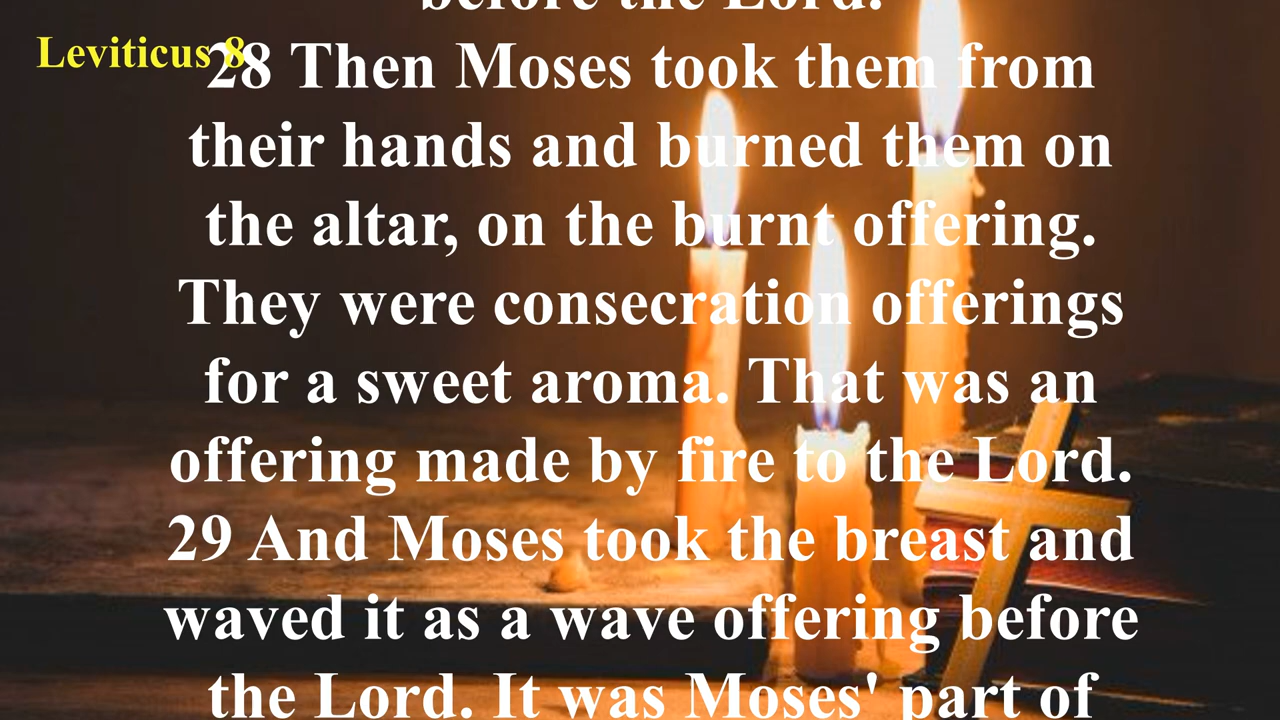 before the Lord.
Leviticus 8
28 Then Moses took them from
their hands and burned them on
the altar, on the burnt offering.
They were consecration offerings
for a sweet aroma. That was an
offering made by fire to the Lord.
29 And Moses took the breast and
waved it as a wave offering before
the Lord. It was Moses' part of